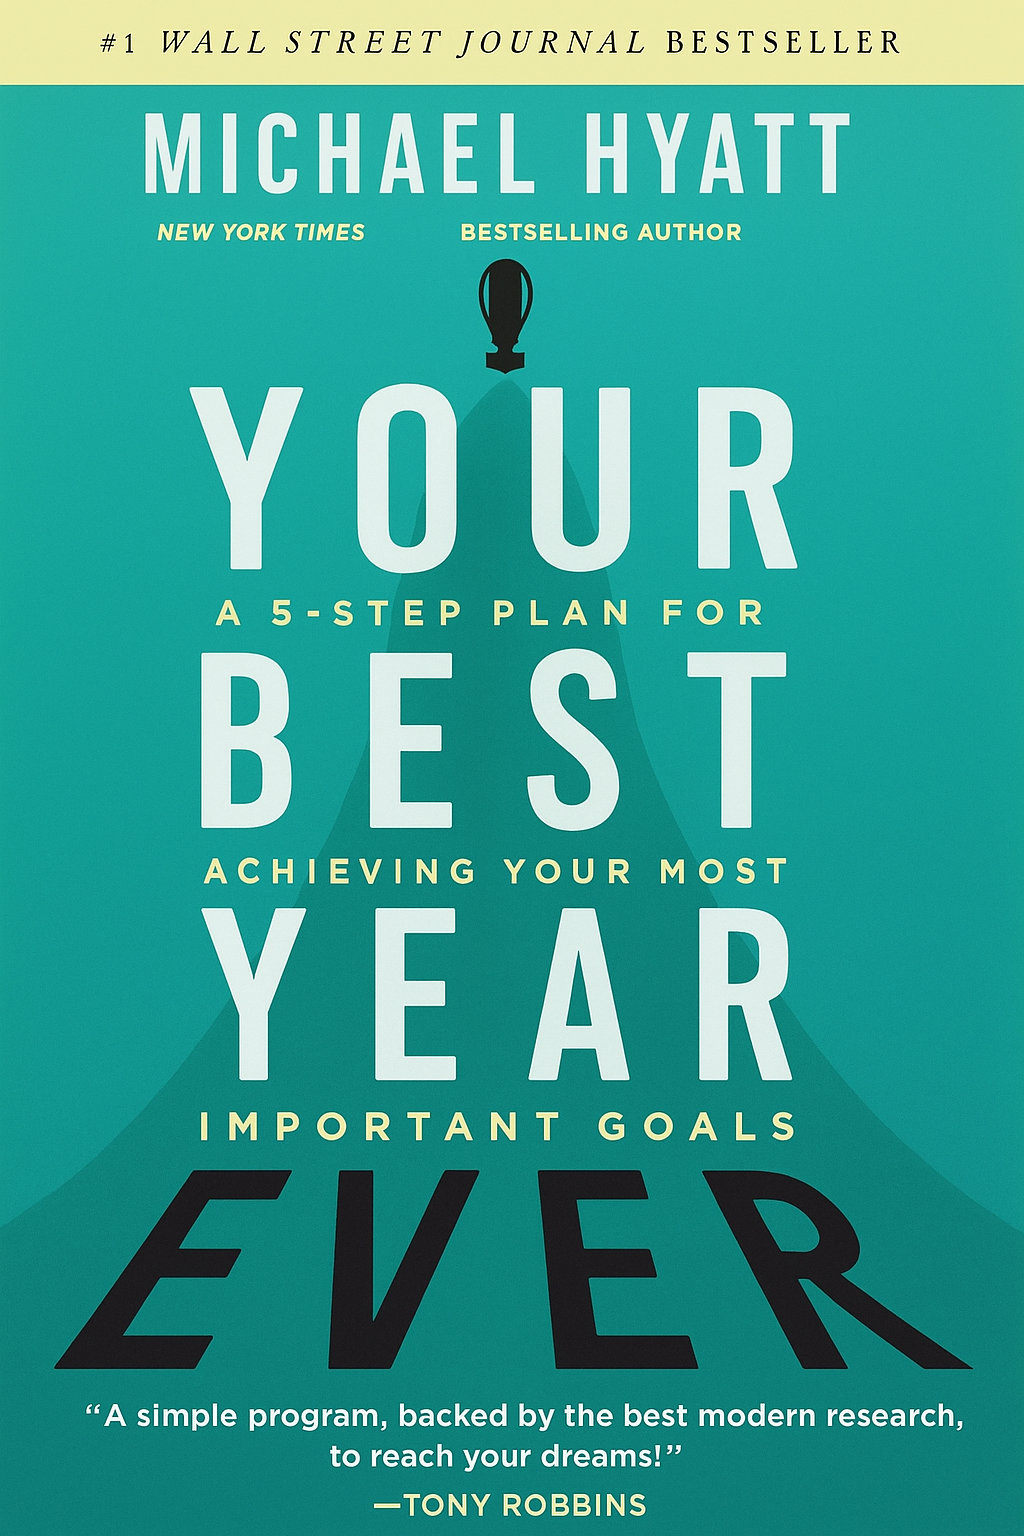 #1 WALL STREET JOURNAL BESTSELLER
MICHAEL HYATT
NEW YORK TIMES BESTSELLING AUTHOR
YOUR
A 5-STEP PLAN FOR
BEST
ACHIEVING YOUR MOST
YEAR
IMPORTANT GOALS
EVER
“A simple program, backed by the best modern research,
to reach your dreams!”
—TONY ROBBINS